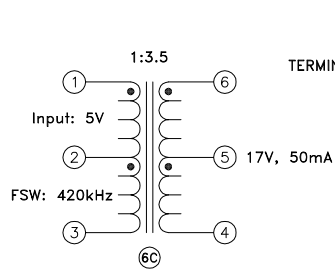 1:3.5
TERMIN
1
6
Input: 5V
2
5
17V, 50mA
FSW: 420kHz
3
4
6C